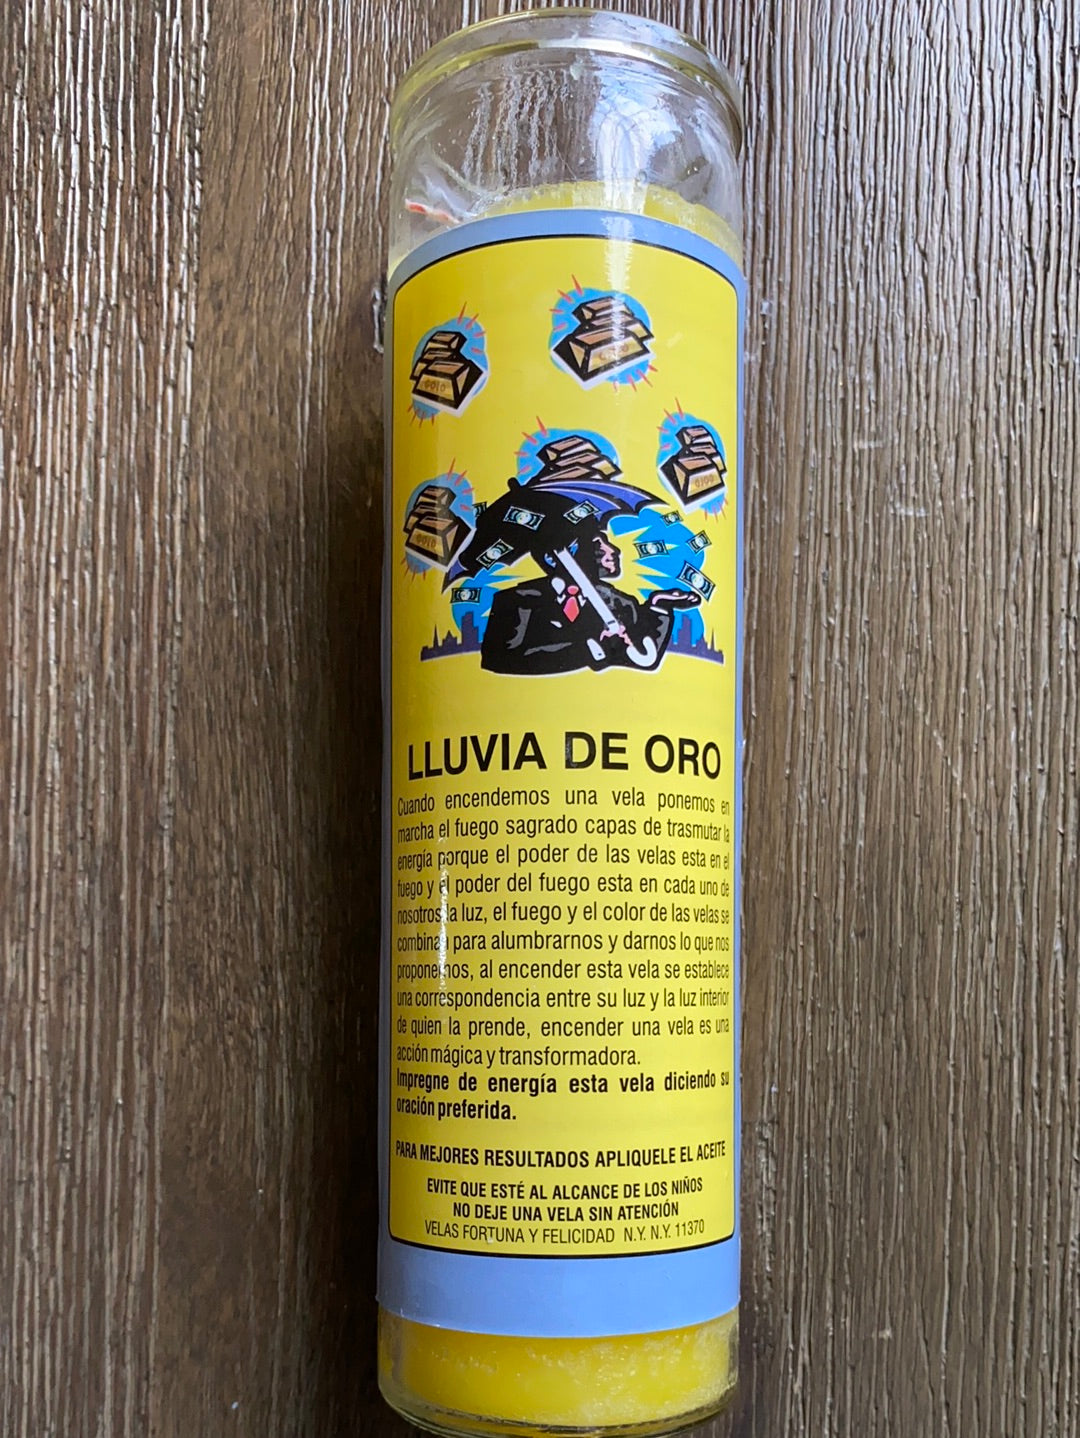 GOLD
GOLD
GOLD
GOLD
LLUVIA DE ORO
Cuando encendemos una vela ponemos en
marcha el fuego sagrado capas de trasmutar la
energía porque el poder de las velas esta en el
fuego y el poder del fuego esta en cada uno de
nosotros la luz, el fuego y el color de las velas se
combinan para alumbrarnos y darnos lo que nos
proponemos, al encender esta vela se establece
una correspondencia entre su luz y la luz interior
de quien la prende, encender una vela es una
acción mágica y transformadora.
Impregne de energía esta vela diciendo su
oración preferida.
PARA MEJORES RESULTADOS APLIQUELE EL ACEITE
EVITE QUE ESTÉ AL ALCANCE DE LOS NIÑOS
NO DEJE UNA VELA SIN ATENCIÓN
VELAS FORTUNA Y FELICIDAD N.Y. N.Y. 11370